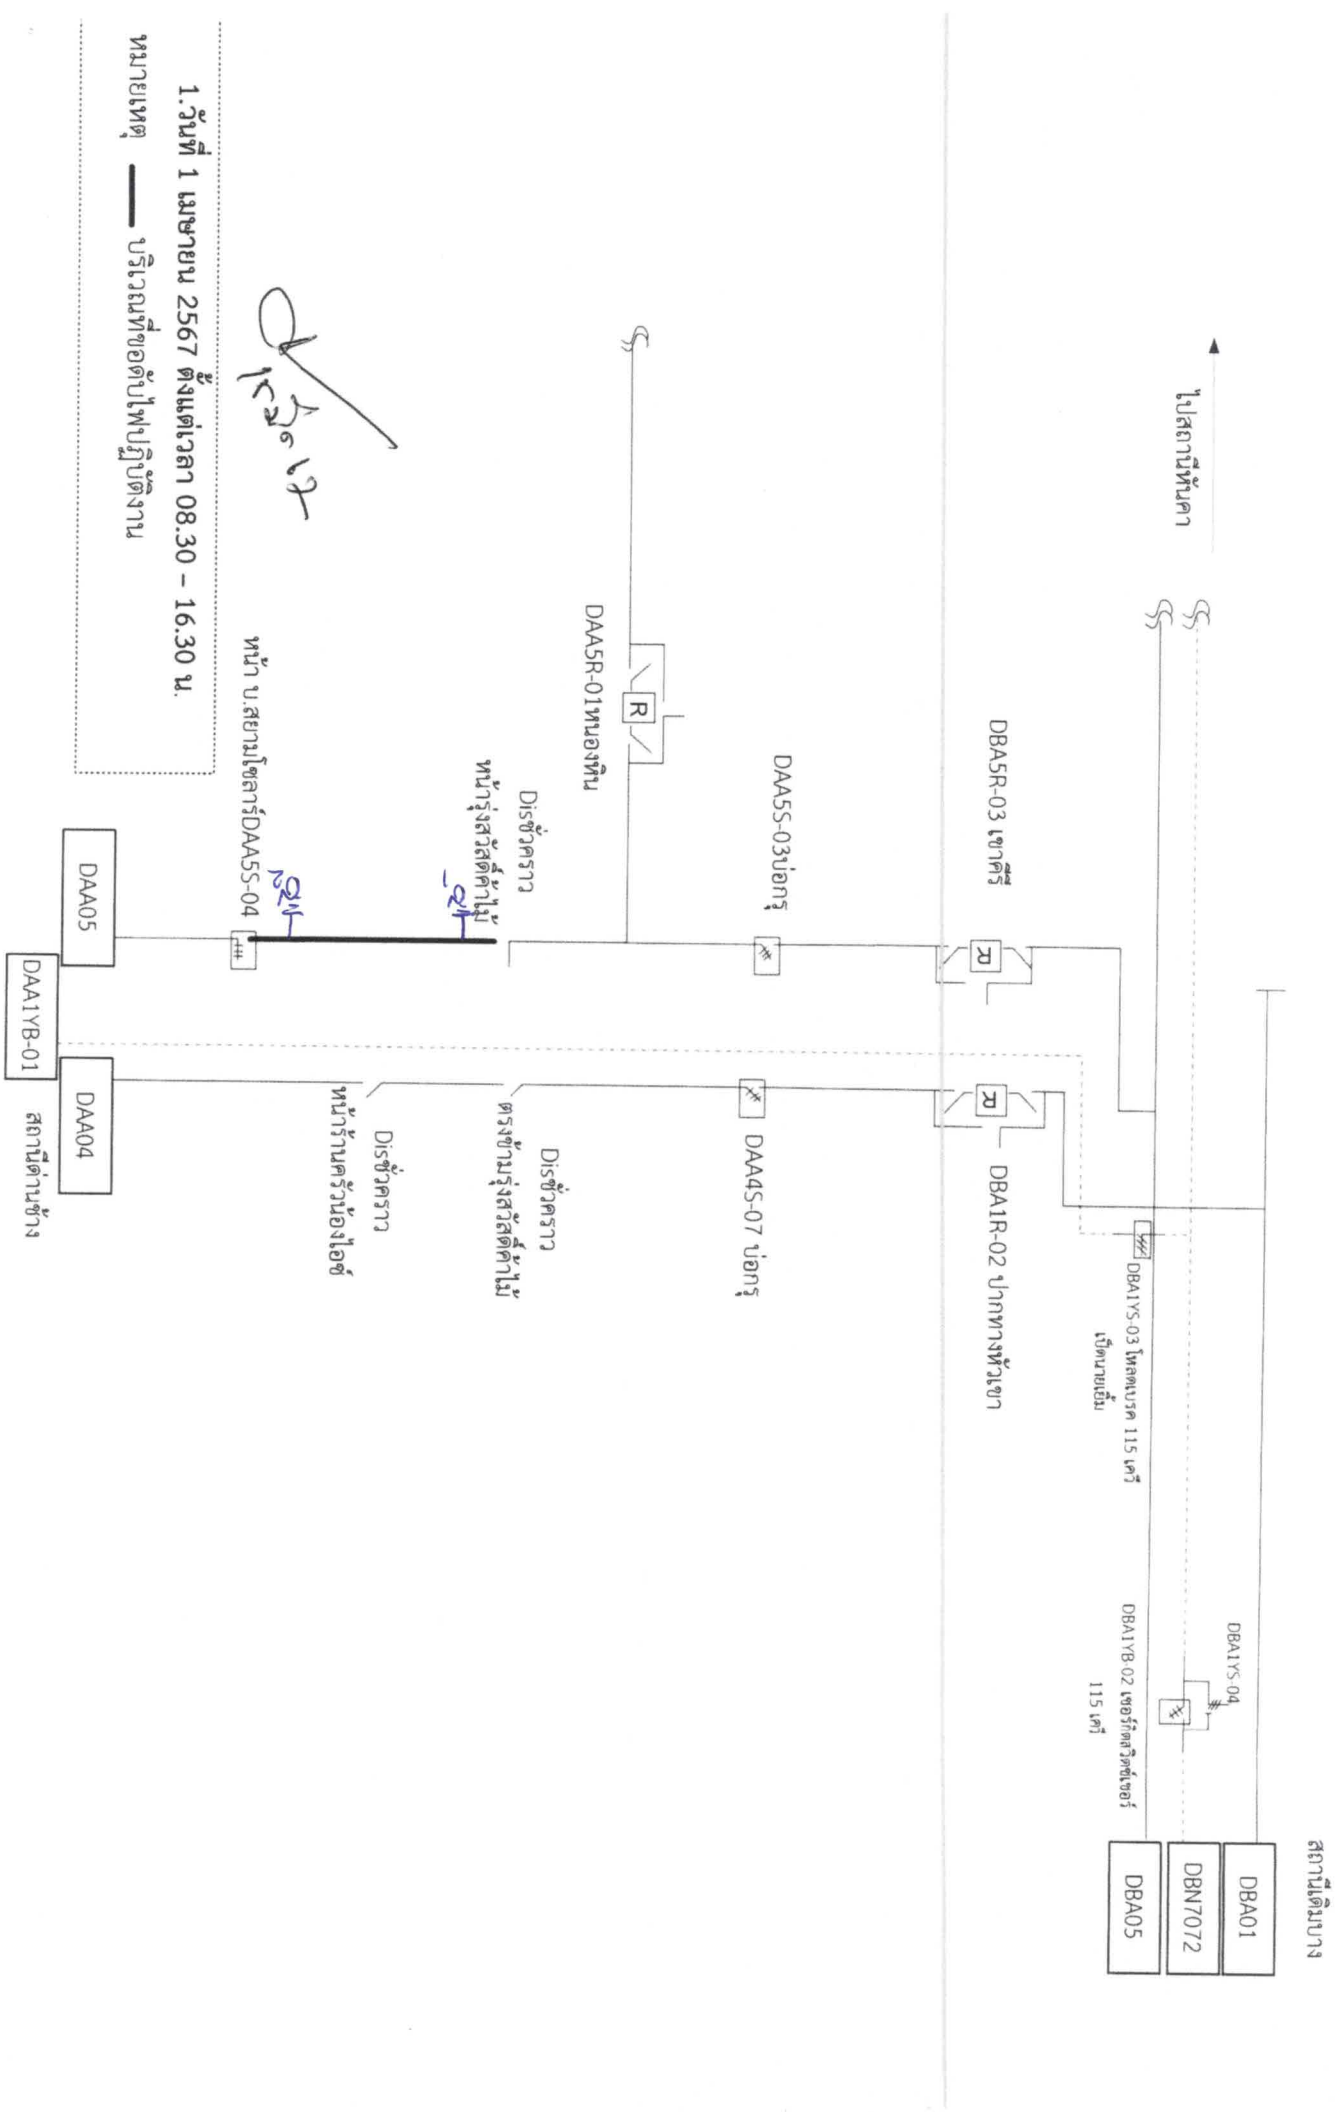 สถานีเดิมบาง
DBA01
DBN7072
DBA05
DBA1YS-04
DBA1YB-02 เซอร์กิตสวิตช์เชอร์
115 เควี
DBA1YS-03 โหลดเบรค 115 เควี
เป็ดนายเยิ้ม
ไปสถานีหันคา
DBA5R-03 เขาคีรี
R
DBA1R-02 ปากทางหัวเขา
R
DAA5S-03บ่อกรุ
DAA4S-07 บ่อกรุ
DAA5R-01หนองหิน
R
Disชั่วคราว
หน้ารุ่งสวัสดิ์ค้าไม้
Disชั่วคราว
ตรงข้ามรุ่งสวัสดิ์ค้าไม้
Disชั่วคราว
หน้าร้านครัวน้องไอซ์
หน้า บ.สยามโซลาร์DAA5S-04
DAA05
DAA1YB-01
DAA04
สถานีด่านช้าง
1.วันที่ 1 เมษายน 2567 ตั้งแต่เวลา 08.30 – 16.30 น.
หมายเหตุ บริเวณที่ขอดับไฟปฏิบัติงาน